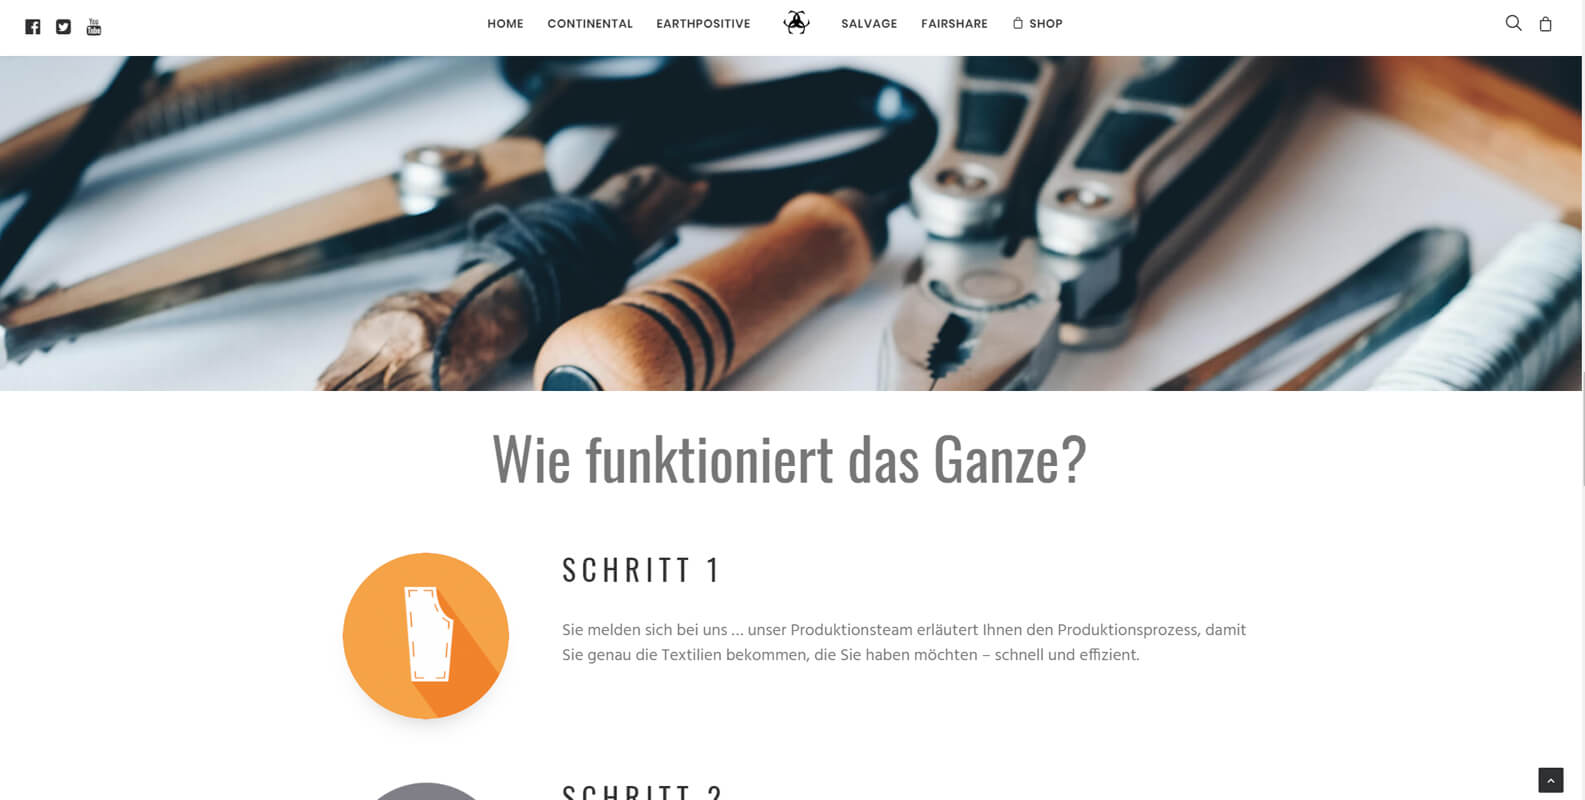 You
Tube
HOME CONTINENTAL EARTHPOSITIVE SALVAGE FAIRSHARE SHOP
Wie funktioniert das Ganze?
SCHRITT 1
Sie melden sich bei uns … unser Produktionsteam erläutert Ihnen den Produktionsprozess, damit
Sie genau die Textilien bekommen, die Sie haben möchten – schnell und effizient.
SCHRITT 2